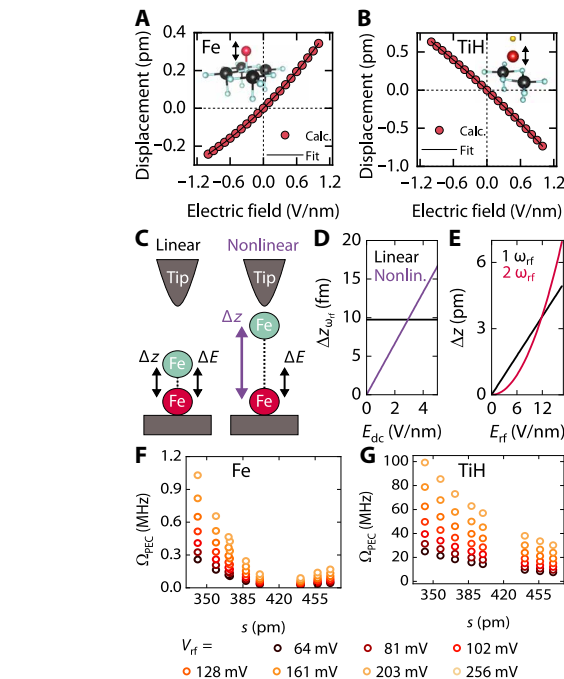 A
Fe
Displacement (pm)
0.4
0.2
0.0
−0.2
−1.2 −0.6 0.0 0.6 1.2
Electric field (V/nm)
Calc.
Fit
B
TiH
Displacement (pm)
0.5
0.0
−0.5
−1.0
−1.2 −0.6 0.0 0.6 1.2
Electric field (V/nm)
Calc.
Fit
C
Linear
Nonlinear
Tip
Tip
Δz
Fe
Fe
ΔE
Δz
Fe
Fe
ΔE
D
Linear
Nonlin.
Δz_ωrf (fm)
20
15
10
5
0
0 2 4
E_dc (V/nm)
E
1 ω_rf
2 ω_rf
Δz (pm)
6
3
0
0 6 12
E_rf (V/nm)
F
Fe
Ω_PEC (MHz)
1.2
0.9
0.6
0.3
0.0
350 385 420 455
s (pm)
G
TiH
Ω_PEC (MHz)
100
80
60
40
20
0
350 385 420 455
s (pm)
V_rf =
64 mV 81 mV 102 mV
128 mV 161 mV 203 mV 256 mV